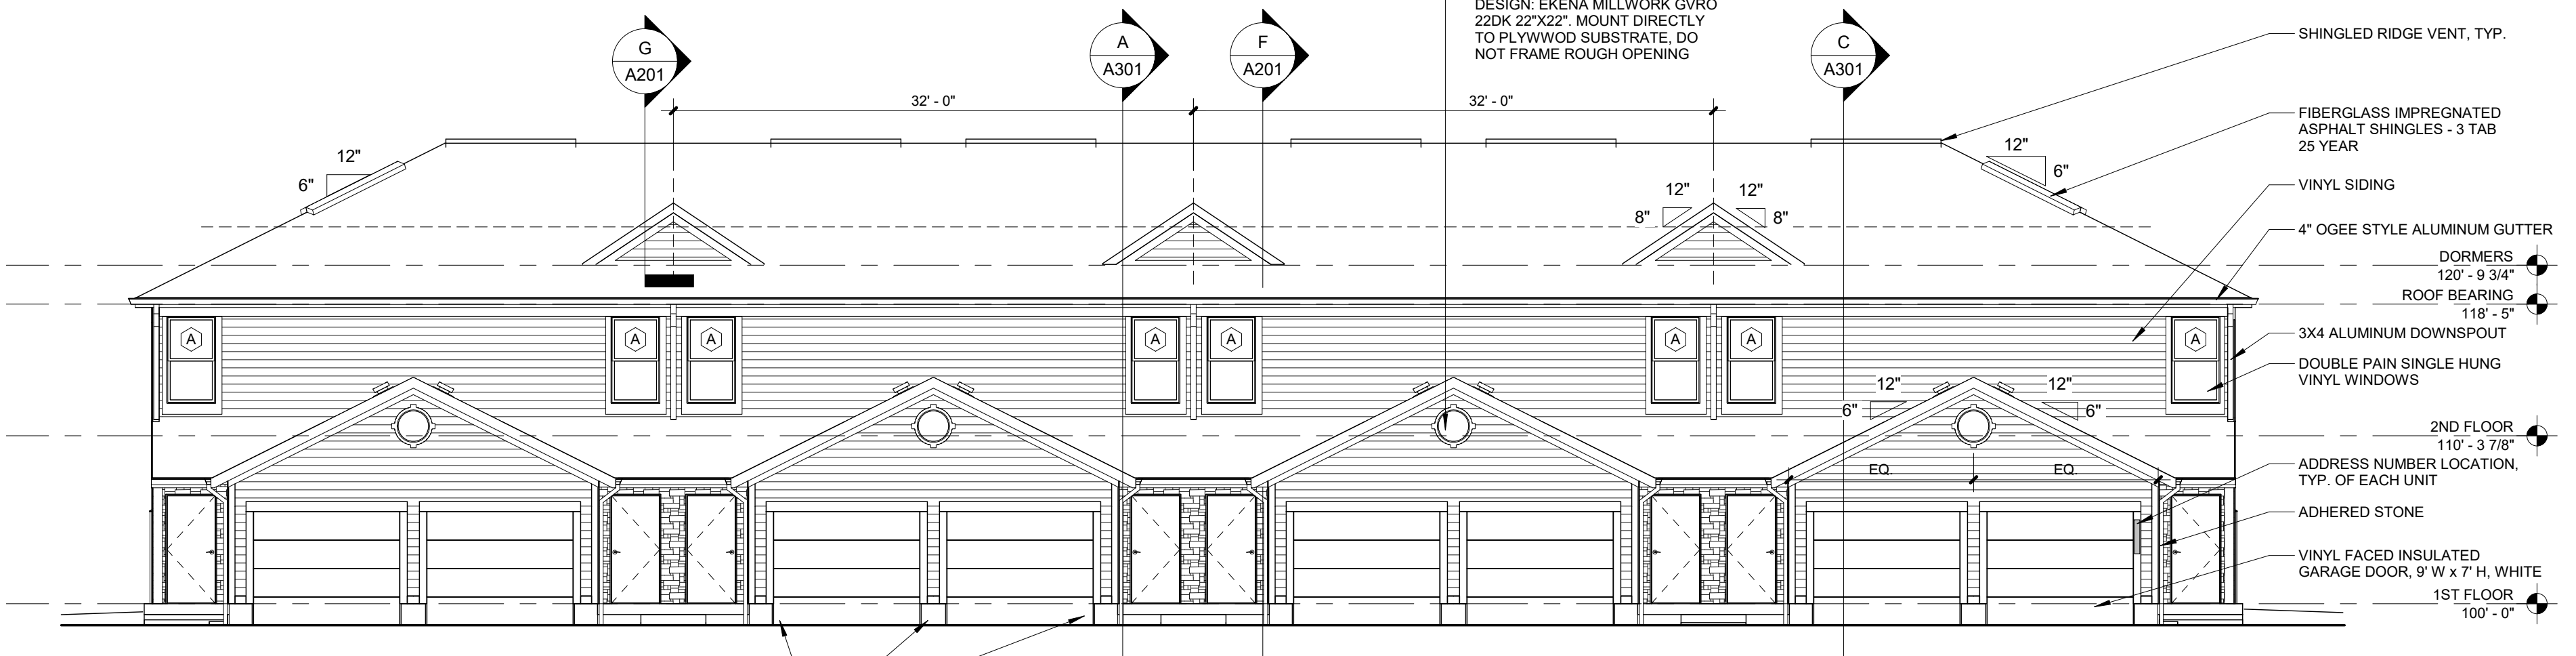 DESIGN: EKENA MILLWORK GVRO
22DK 22"X22". MOUNT DIRECTLY
TO PLYWWOD SUBSTRATE, DO
NOT FRAME ROUGH OPENING
G
A201
A
A301
F
A201
C
A301
SHINGLED RIDGE VENT, TYP.
32' - 0"
32' - 0"
FIBERGLASS IMPREGNATED
ASPHALT SHINGLES - 3 TAB
25 YEAR
12"
6"
12"
6"
VINYL SIDING
12"
12"
8"
8"
4" OGEE STYLE ALUMINUM GUTTER
DORMERS
120' - 9 3/4"
ROOF BEARING
118' - 5"
3X4 ALUMINUM DOWNSPOUT
A
A
A
A
A
A
A
A
DOUBLE PAIN SINGLE HUNG
VINYL WINDOWS
12"
12"
6"
6"
2ND FLOOR
110' - 3 7/8"
EQ.
EQ.
ADDRESS NUMBER LOCATION,
TYP. OF EACH UNIT
ADHERED STONE
VINYL FACED INSULATED
GARAGE DOOR, 9' W x 7' H, WHITE
1ST FLOOR
100' - 0"